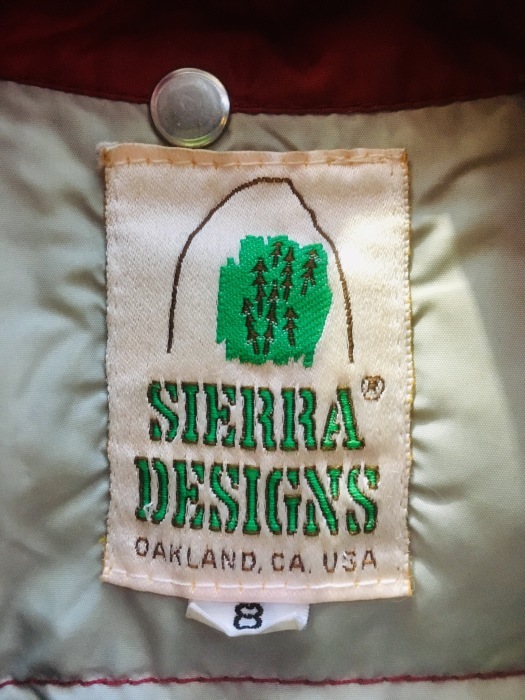 SIERRA ®
DESIGNS
OAKLAND, CA. USA
8